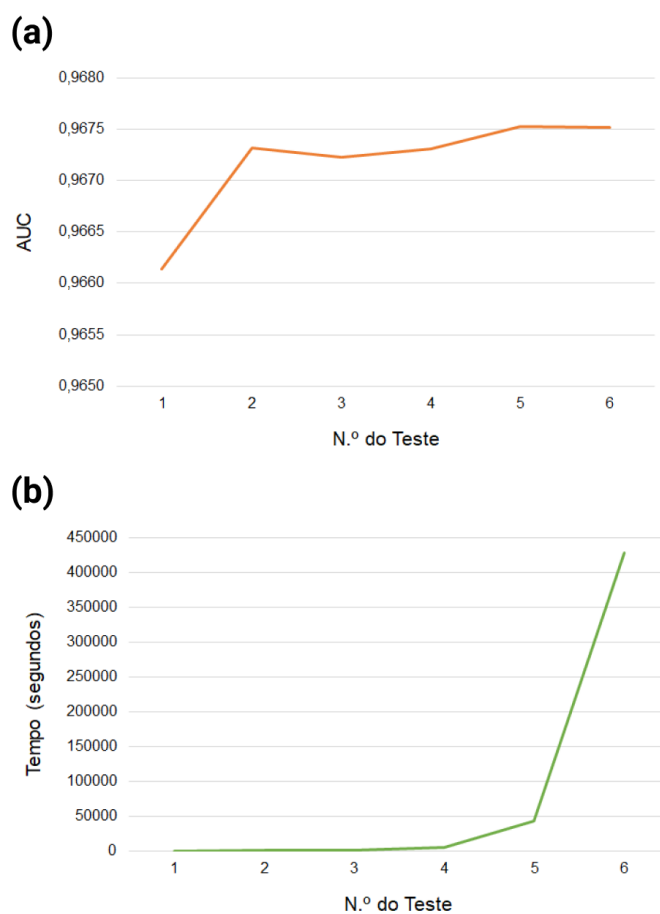 (a)
0,9680
0,9675
0,9670
0,9665
0,9660
0,9655
0,9650
AUC
1 2 3 4 5 6
N.º do Teste
(b)
450000
400000
350000
300000
250000
200000
150000
100000
50000
0
Tempo (segundos)
1 2 3 4 5 6
N.º do Teste